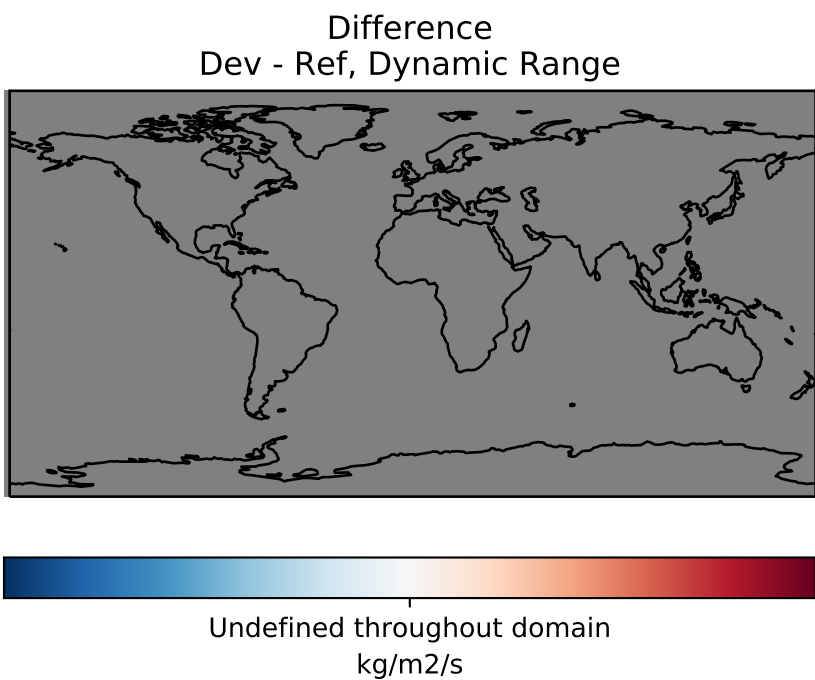 Difference
Dev - Ref, Dynamic Range
Undefined throughout domain
kg/m2/s